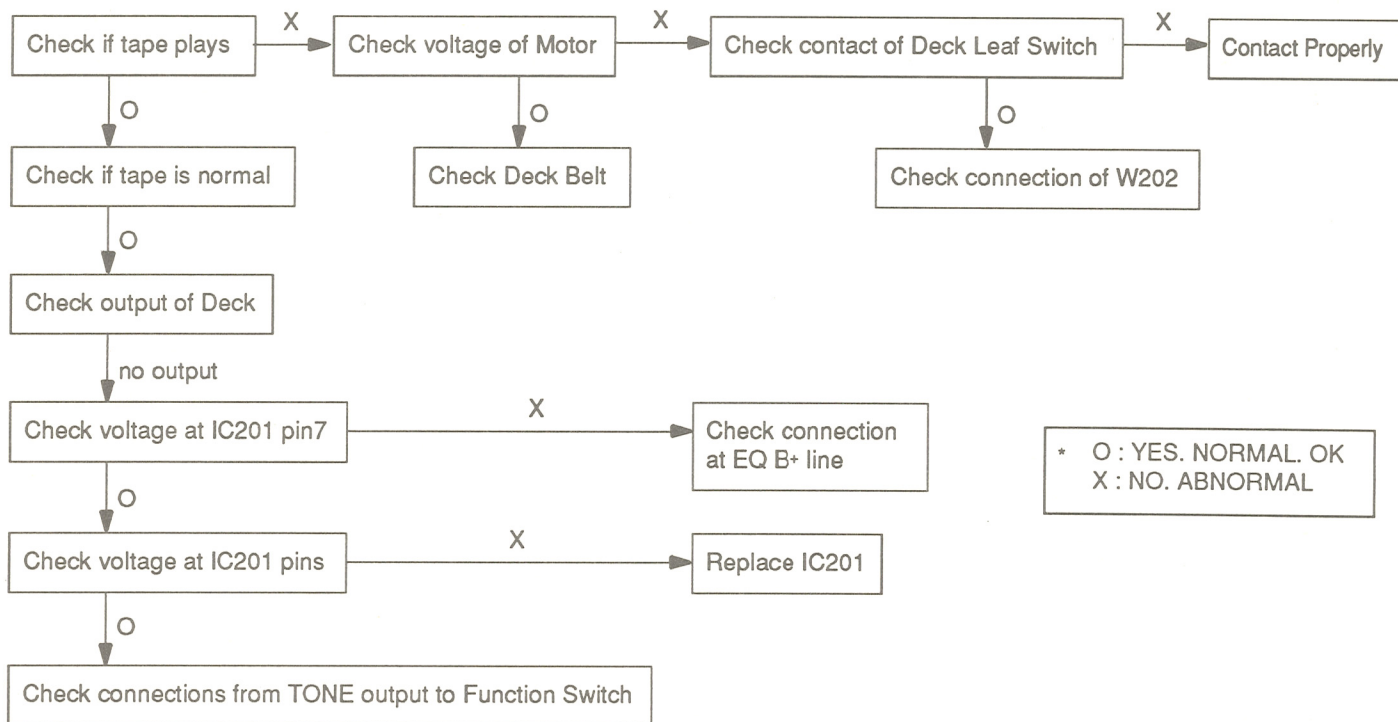 X
X
X
Check if tape plays
Check voltage of Motor
Check contact of Deck Leaf Switch
Contact Properly
O
O
O
Check if tape is normal
Check Deck Belt
Check connection of W202
O
Check output of Deck
no output
X
Check voltage at IC201 pin7
Check connection
at EQ B+ line
* O : YES. NORMAL. OK
X : NO. ABNORMAL
O
X
Check voltage at IC201 pins
Replace IC201
O
Check connections from TONE output to Function Switch